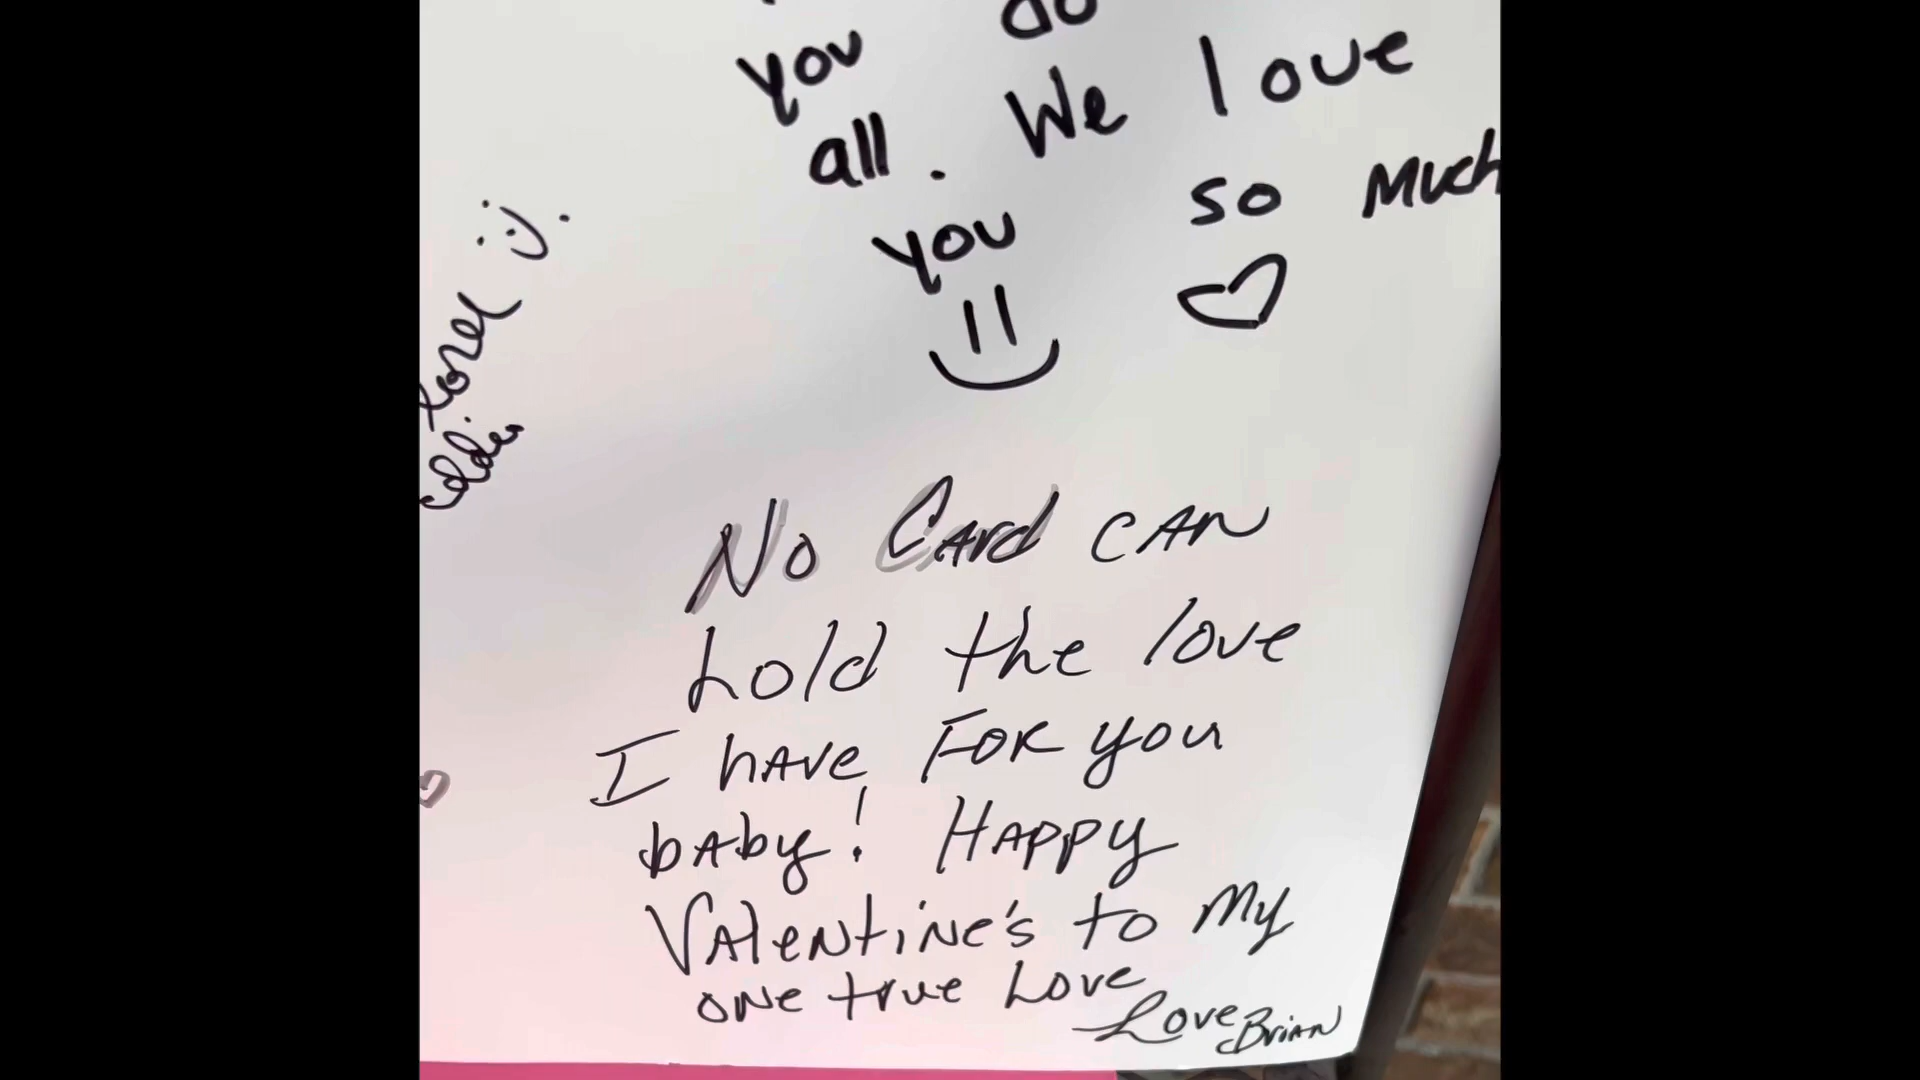 you do
all. We love
you so much
No Card can
hold the love
I have For you
baby! Happy
Valentine's to my
one true Love
Love, Brian